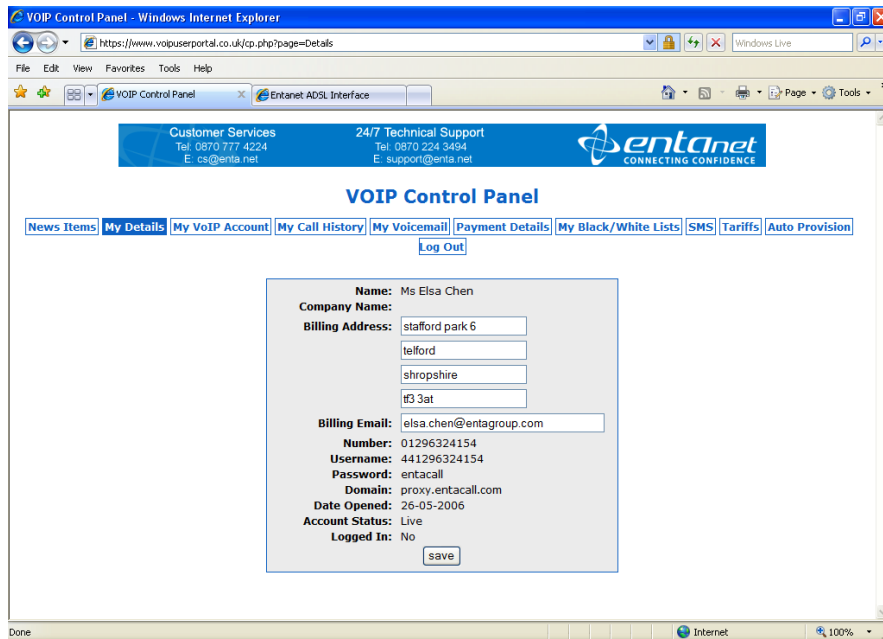 VOIP Control Panel - Windows Internet Explorer
https://www.voipuserportal.co.uk/cp.php?page=Details
Windows Live
File Edit View Favorites Tools Help
VOIP Control Panel
Entanet ADSL Interface
Page
Tools
Customer Services
Tel: 0870 777 4224
E: cs@enta.net
24/7 Technical Support
Tel: 0870 224 3494
E: support@enta.net
entanet
CONNECTING CONFIDENCE
VOIP Control Panel
News Items My Details My VoIP Account My Call History My Voicemail Payment Details My Black/White Lists SMS Tariffs Auto Provision
Log Out
Name: Ms Elsa Chen
Company Name:
Billing Address: stafford park 6
telford
shropshire
tf3 3at
Billing Email: elsa.chen@entagroup.com
Number: 01296324154
Username: 441296324154
Password: entacall
Domain: proxy.entacall.com
Date Opened: 26-05-2006
Account Status: Live
Logged In: No
save
Done
Internet
100%